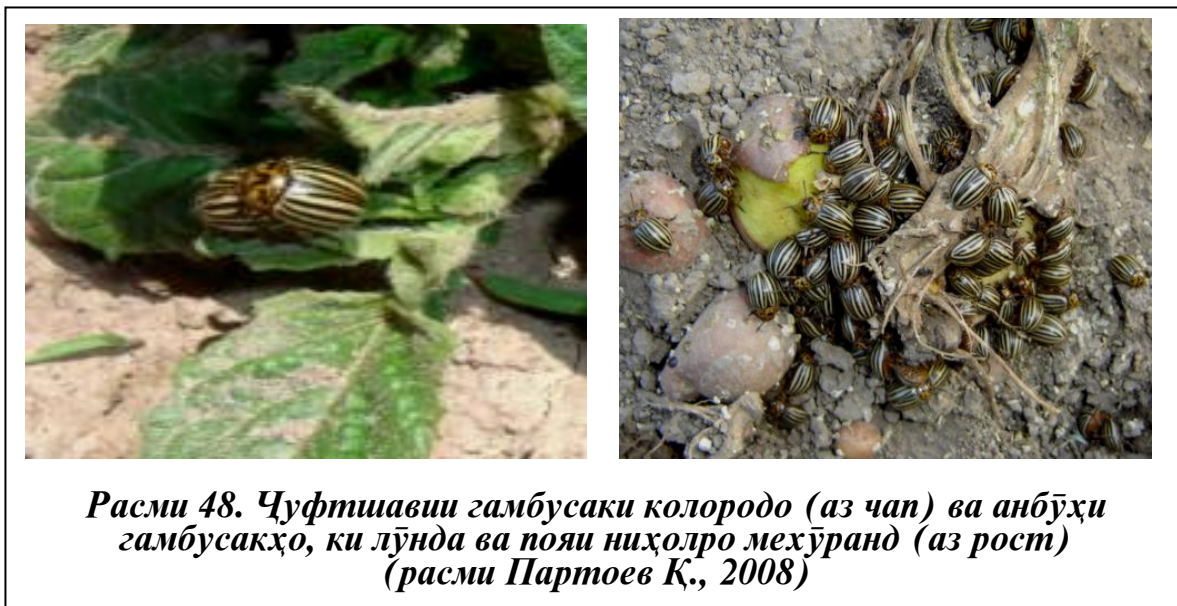 Расми 48. Ҷуфтшавии гамбусаки колородо (аз чап) ва анбӯҳи
гамбусакҳо, ки лӯнда ва пояи ниҳолро мехӯранд (аз рост)
(расми Партоев Қ., 2008)